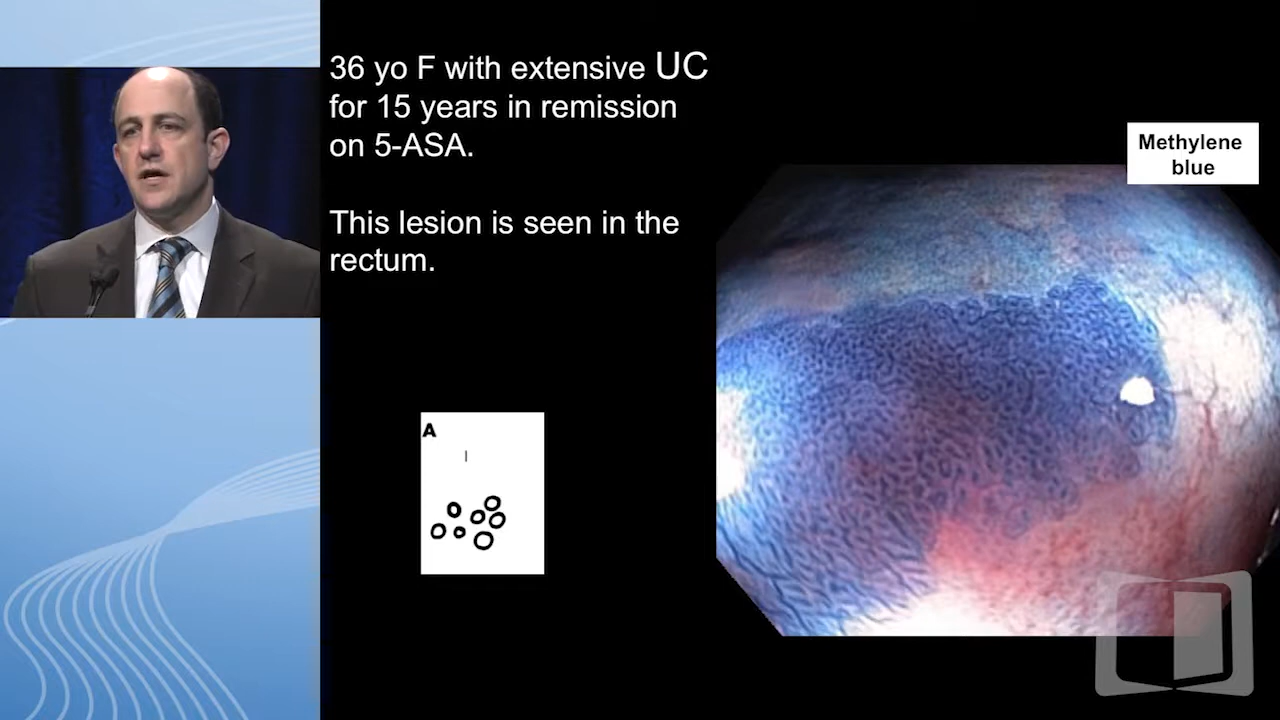 36 yo F with extensive UC
for 15 years in remission
on 5-ASA.
This lesion is seen in the
rectum.
Methylene
blue
A
I